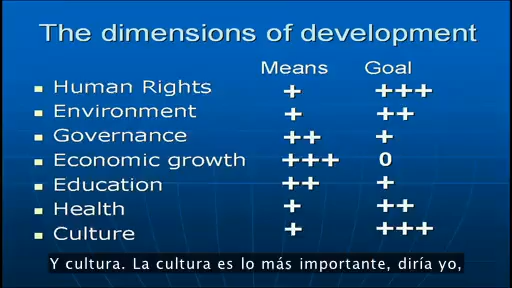 The dimensions of development
Means Goal
Human Rights + +++
Environment + ++
Governance ++ +
Economic growth +++ 0
Education ++ +
Health + ++
Culture + +++
Y cultura. La cultura es lo más importante, diría yo,